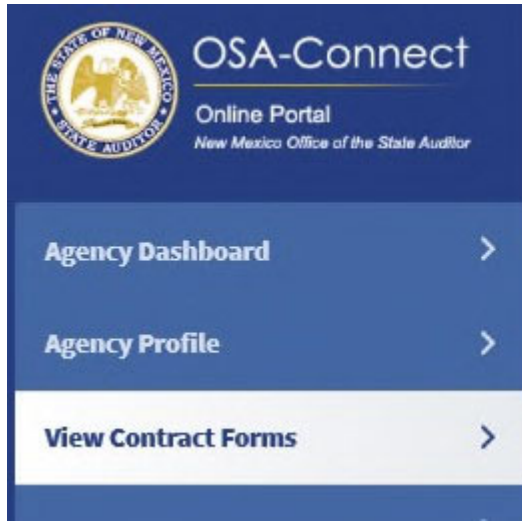 THE STATE OF NEW MEXICO
STATE AUDITOR
OSA-Connect
Online Portal
New Mexico Office of the State Auditor
Agency Dashboard
Agency Profile
View Contract Forms